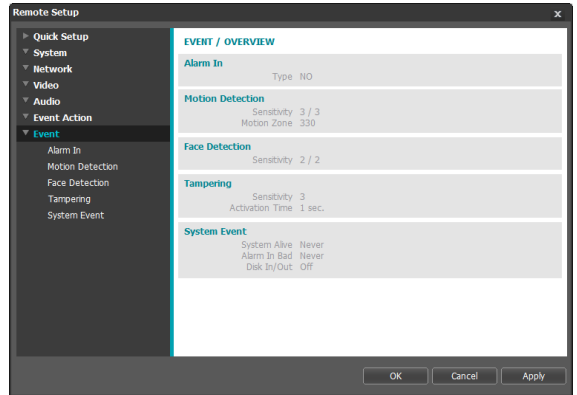 Remote Setup
x
Quick Setup
System
Network
Video
Audio
Event Action
Event
Alarm In
Motion Detection
Face Detection
Tampering
System Event
EVENT / OVERVIEW
Alarm In
Type NO
Motion Detection
Sensitivity 3 / 3
Motion Zone 330
Face Detection
Sensitivity 2 / 2
Tampering
Sensitivity 3
Activation Time 1 sec.
System Event
System Alive Never
Alarm In Bad Never
Disk In/Out Off
OK Cancel Apply